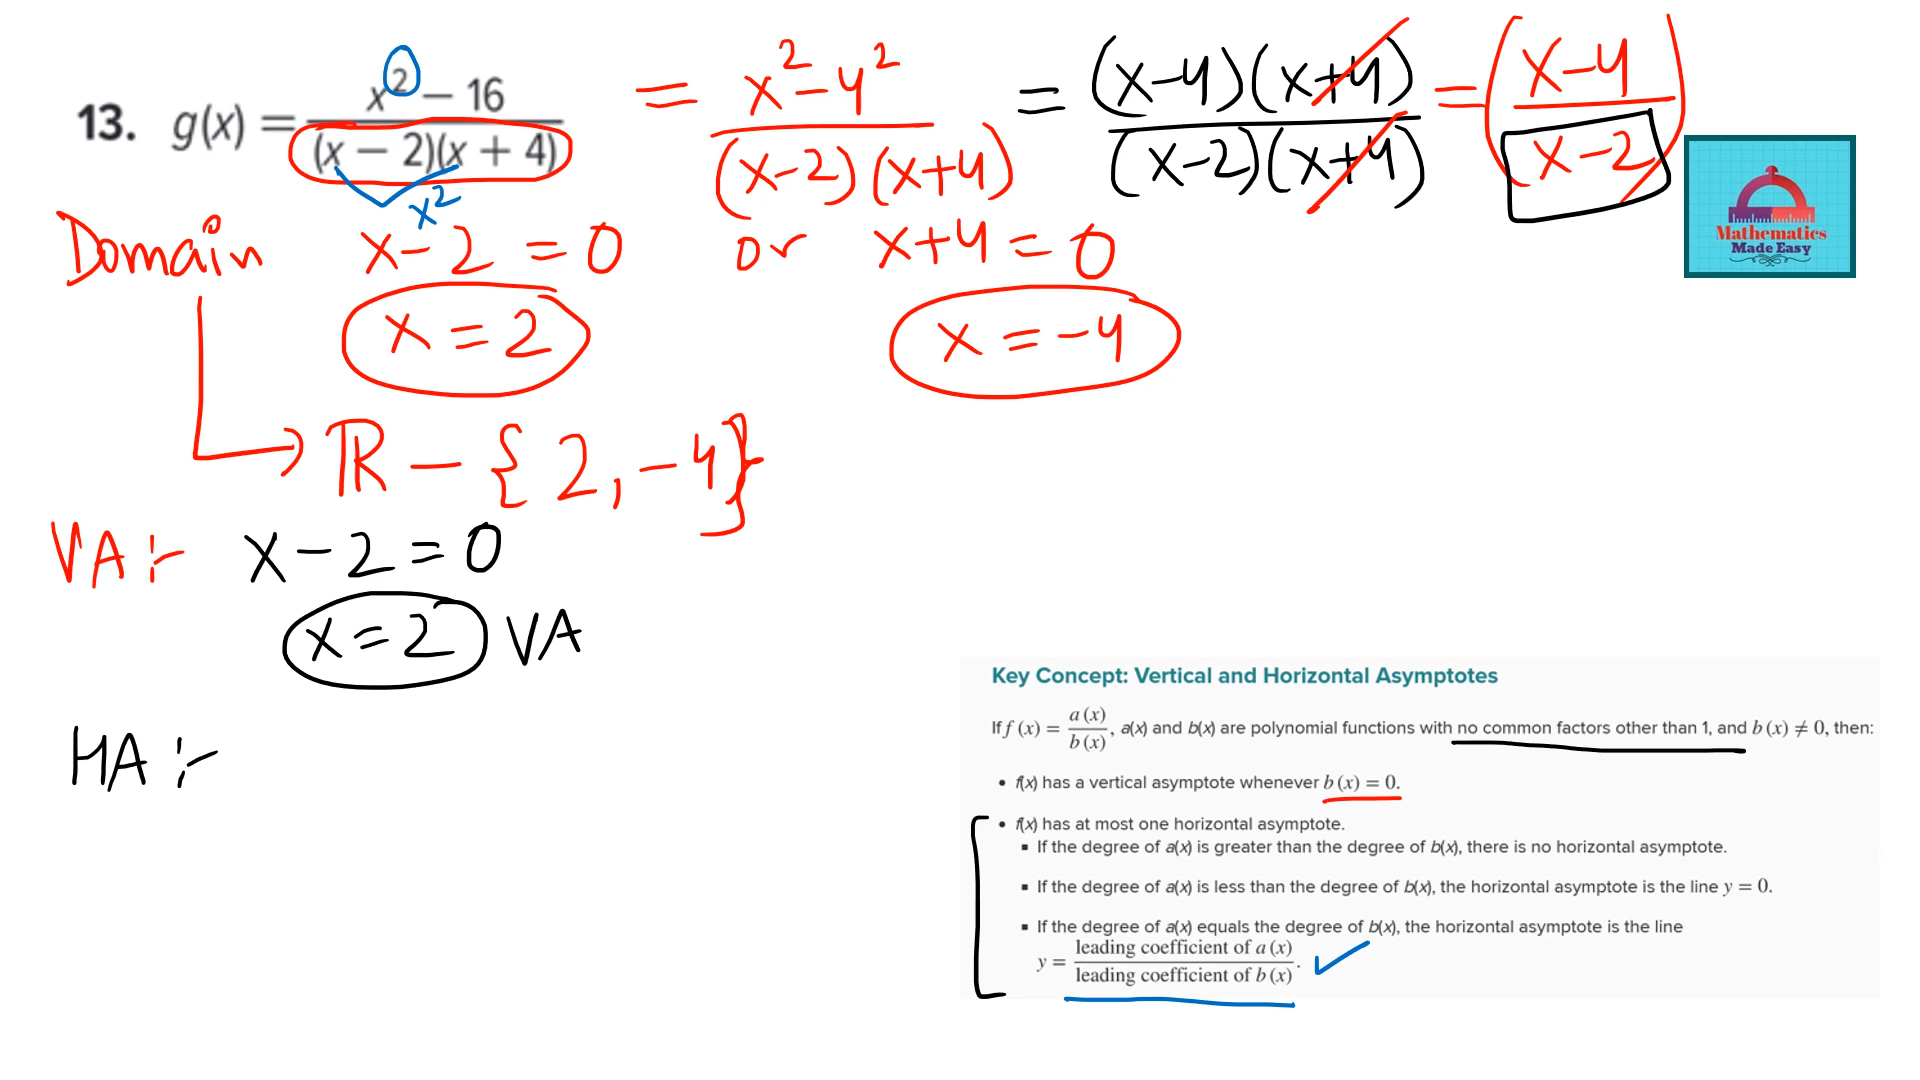 13. g(x) = (x² − 16)/((x − 2)(x + 4)) = (x² − 4²)/((x−2)(x+4)) = ((x−4)(x+4))/((x−2)(x+4)) = (x−4)/(x−2)
x²
Mathematics
Made Easy
Domain x−2 = 0 or x+4 = 0
x = 2 x = −4
ℝ − {2, −4}
VA :- x − 2 = 0
x = 2 VA
HA :-
Key Concept: Vertical and Horizontal Asymptotes
If f (x) = a (x)/b (x), a(x) and b(x) are polynomial functions with no common factors other than 1, and b (x) ≠ 0, then:
• f(x) has a vertical asymptote whenever b (x) = 0.
• f(x) has at most one horizontal asymptote.
▪ If the degree of a(x) is greater than the degree of b(x), there is no horizontal asymptote.
▪ If the degree of a(x) is less than the degree of b(x), the horizontal asymptote is the line y = 0.
▪ If the degree of a(x) equals the degree of b(x), the horizontal asymptote is the line
y = leading coefficient of a (x)/leading coefficient of b (x).